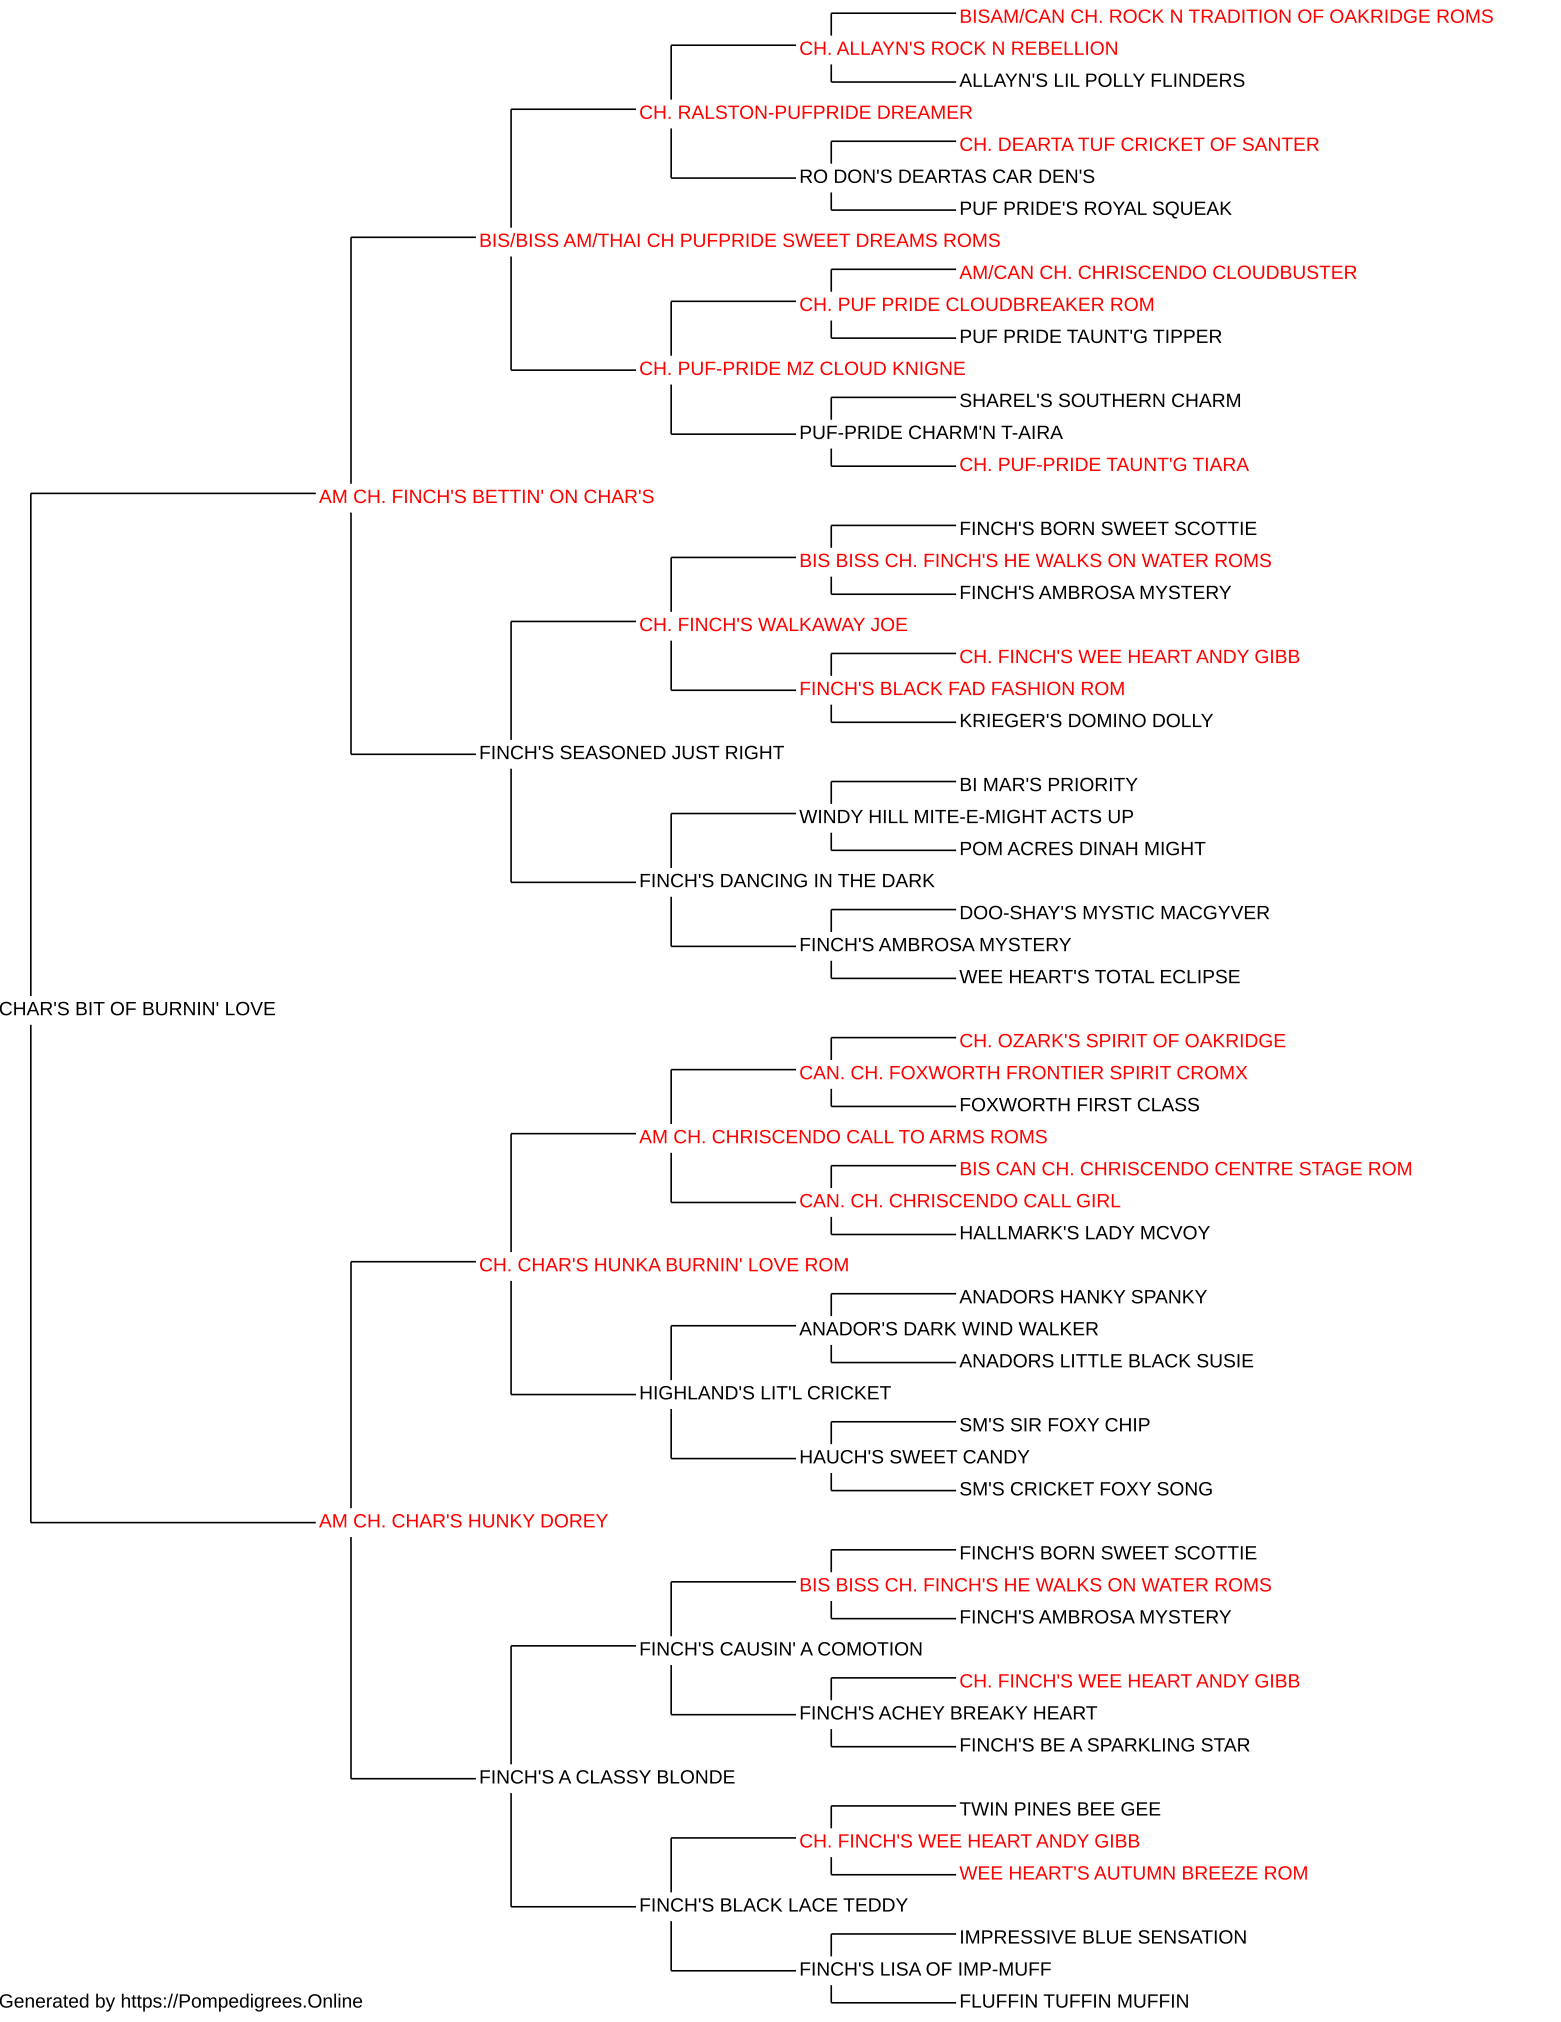 BISAM/CAN CH. ROCK N TRADITION OF OAKRIDGE ROMS
CH. ALLAYN'S ROCK N REBELLION
ALLAYN'S LIL POLLY FLINDERS
CH. RALSTON-PUFPRIDE DREAMER
CH. DEARTA TUF CRICKET OF SANTER
RO DON'S DEARTAS CAR DEN'S
PUF PRIDE'S ROYAL SQUEAK
BIS/BISS AM/THAI CH PUFPRIDE SWEET DREAMS ROMS
AM/CAN CH. CHRISCENDO CLOUDBUSTER
CH. PUF PRIDE CLOUDBREAKER ROM
PUF PRIDE TAUNT'G TIPPER
CH. PUF-PRIDE MZ CLOUD KNIGNE
SHAREL'S SOUTHERN CHARM
PUF-PRIDE CHARM'N T-AIRA
CH. PUF-PRIDE TAUNT'G TIARA
AM CH. FINCH'S BETTIN' ON CHAR'S
FINCH'S BORN SWEET SCOTTIE
BIS BISS CH. FINCH'S HE WALKS ON WATER ROMS
FINCH'S AMBROSA MYSTERY
CH. FINCH'S WALKAWAY JOE
CH. FINCH'S WEE HEART ANDY GIBB
FINCH'S BLACK FAD FASHION ROM
KRIEGER'S DOMINO DOLLY
FINCH'S SEASONED JUST RIGHT
BI MAR'S PRIORITY
WINDY HILL MITE-E-MIGHT ACTS UP
POM ACRES DINAH MIGHT
FINCH'S DANCING IN THE DARK
DOO-SHAY'S MYSTIC MACGYVER
FINCH'S AMBROSA MYSTERY
WEE HEART'S TOTAL ECLIPSE
CHAR'S BIT OF BURNIN' LOVE
CH. OZARK'S SPIRIT OF OAKRIDGE
CAN. CH. FOXWORTH FRONTIER SPIRIT CROMX
FOXWORTH FIRST CLASS
AM CH. CHRISCENDO CALL TO ARMS ROMS
BIS CAN CH. CHRISCENDO CENTRE STAGE ROM
CAN. CH. CHRISCENDO CALL GIRL
HALLMARK'S LADY MCVOY
CH. CHAR'S HUNKA BURNIN' LOVE ROM
ANADORS HANKY SPANKY
ANADOR'S DARK WIND WALKER
ANADORS LITTLE BLACK SUSIE
HIGHLAND'S LIT'L CRICKET
SM'S SIR FOXY CHIP
HAUCH'S SWEET CANDY
SM'S CRICKET FOXY SONG
AM CH. CHAR'S HUNKY DOREY
FINCH'S BORN SWEET SCOTTIE
BIS BISS CH. FINCH'S HE WALKS ON WATER ROMS
FINCH'S AMBROSA MYSTERY
FINCH'S CAUSIN' A COMOTION
CH. FINCH'S WEE HEART ANDY GIBB
FINCH'S ACHEY BREAKY HEART
FINCH'S BE A SPARKLING STAR
FINCH'S A CLASSY BLONDE
TWIN PINES BEE GEE
CH. FINCH'S WEE HEART ANDY GIBB
WEE HEART'S AUTUMN BREEZE ROM
FINCH'S BLACK LACE TEDDY
IMPRESSIVE BLUE SENSATION
FINCH'S LISA OF IMP-MUFF
FLUFFIN TUFFIN MUFFIN
Generated by https://Pompedigrees.Online